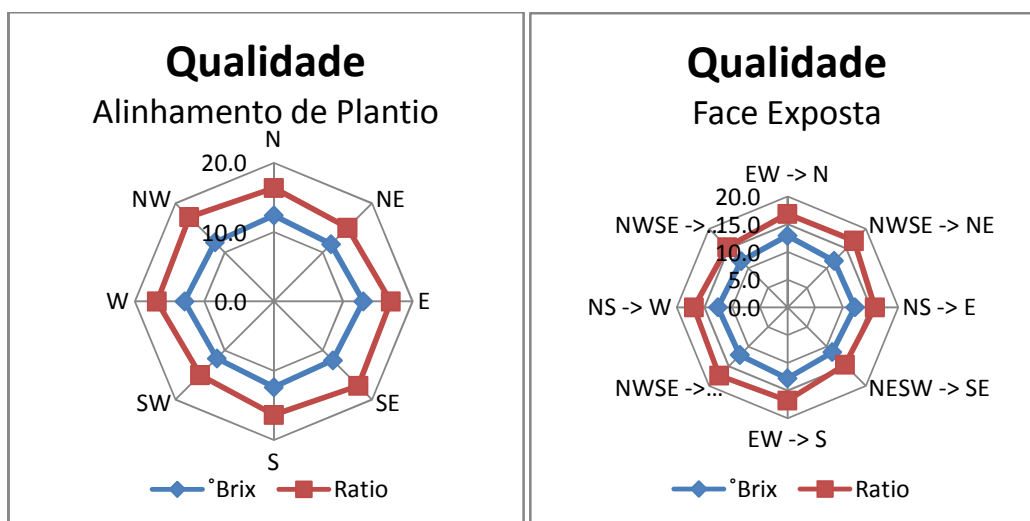 Qualidade
Alinhamento de Plantio
N
20.0
NW
NE
10.0
W
0.0
E
SW
SE
S
°Brix
Ratio
Qualidade
Face Exposta
EW -> N
20.0
NWSE ->...
15.0
NWSE -> NE
10.0
5.0
NS -> W
0.0
NS -> E
NWSE ->...
NESW -> SE
EW -> S
°Brix
Ratio